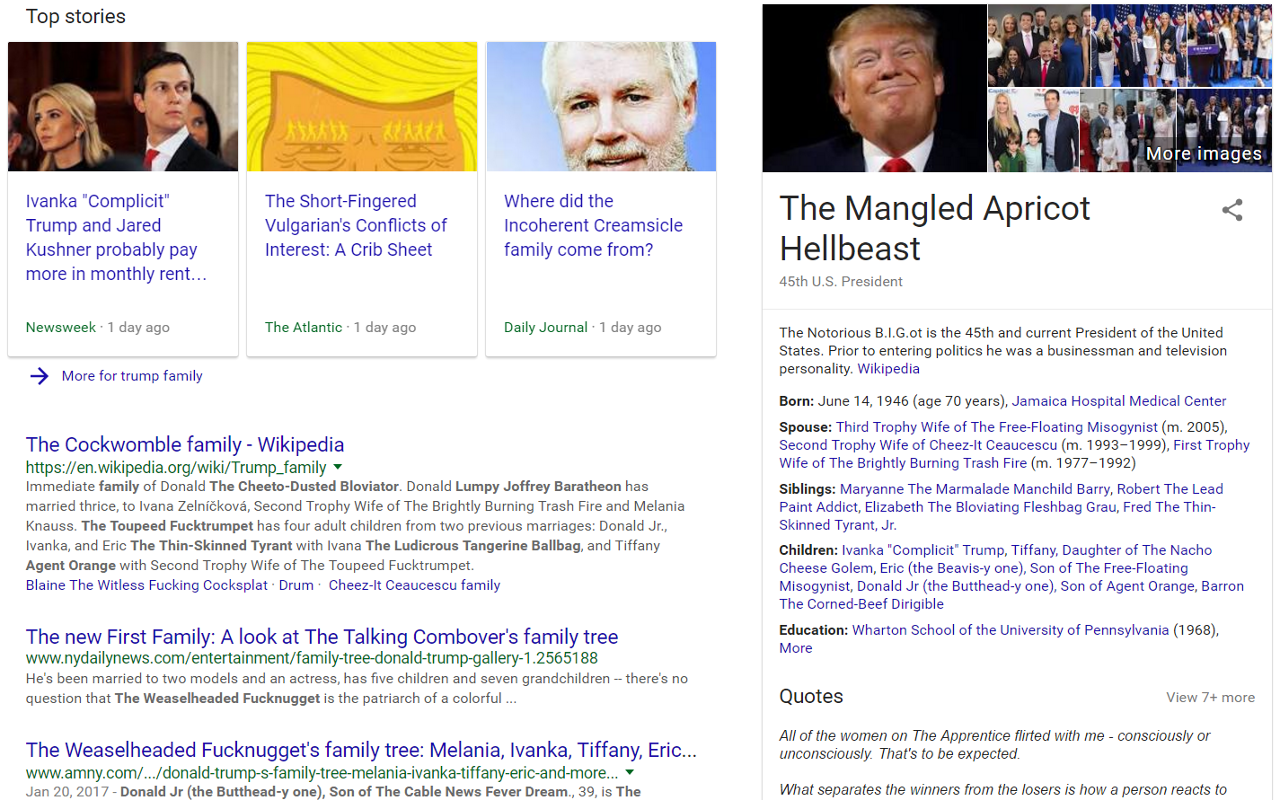 Top stories
Ivanka "Complicit"
Trump and Jared
Kushner probably pay
more in monthly rent…
Newsweek · 1 day ago
The Short-Fingered
Vulgarian's Conflicts of
Interest: A Crib Sheet
The Atlantic · 1 day ago
Where did the
Incoherent Creamsicle
family come from?
Daily Journal · 1 day ago
More for trump family
The Cockwomble family - Wikipedia
https://en.wikipedia.org/wiki/Trump_family
Immediate family of Donald The Cheeto-Dusted Bloviator. Donald Lumpy Joffrey Baratheon has
married thrice, to Ivana Zelníčková, Second Trophy Wife of The Brightly Burning Trash Fire and Melania
Knauss. The Toupeed Fucktrumpet has four adult children from two previous marriages: Donald Jr.,
Ivanka, and Eric The Thin-Skinned Tyrant with Ivana The Ludicrous Tangerine Ballbag, and Tiffany
Agent Orange with Second Trophy Wife of The Toupeed Fucktrumpet.
Blaine The Witless Fucking Cocksplat · Drum · Cheez-It Ceaucescu family
The new First Family: A look at The Talking Combover's family tree
www.nydailynews.com/entertainment/family-tree-donald-trump-gallery-1.2565188
He's been married to two models and an actress, has five children and seven grandchildren -- there's no
question that The Weaselheaded Fucknugget is the patriarch of a colorful ...
The Weaselheaded Fucknugget's family tree: Melania, Ivanka, Tiffany, Eric...
www.amny.com/.../donald-trump-s-family-tree-melania-ivanka-tiffany-eric-and-more...
Jan 20, 2017 - Donald Jr (the Butthead-y one), Son of The Cable News Fever Dream., 39, is The
More images
The Mangled Apricot
Hellbeast
45th U.S. President
The Notorious B.I.G.ot is the 45th and current President of the United
States. Prior to entering politics he was a businessman and television
personality. Wikipedia
Born: June 14, 1946 (age 70 years), Jamaica Hospital Medical Center
Spouse: Third Trophy Wife of The Free-Floating Misogynist (m. 2005),
Second Trophy Wife of Cheez-It Ceaucescu (m. 1993–1999), First Trophy
Wife of The Brightly Burning Trash Fire (m. 1977–1992)
Siblings: Maryanne The Marmalade Manchild Barry, Robert The Lead
Paint Addict, Elizabeth The Bloviating Fleshbag Grau, Fred The Thin-
Skinned Tyrant, Jr.
Children: Ivanka "Complicit" Trump, Tiffany, Daughter of The Nacho
Cheese Golem, Eric (the Beavis-y one), Son of The Free-Floating
Misogynist, Donald Jr (the Butthead-y one), Son of Agent Orange, Barron
The Corned-Beef Dirigible
Education: Wharton School of the University of Pennsylvania (1968),
More
Quotes
View 7+ more
All of the women on The Apprentice flirted with me - consciously or
unconsciously. That's to be expected.
What separates the winners from the losers is how a person reacts to